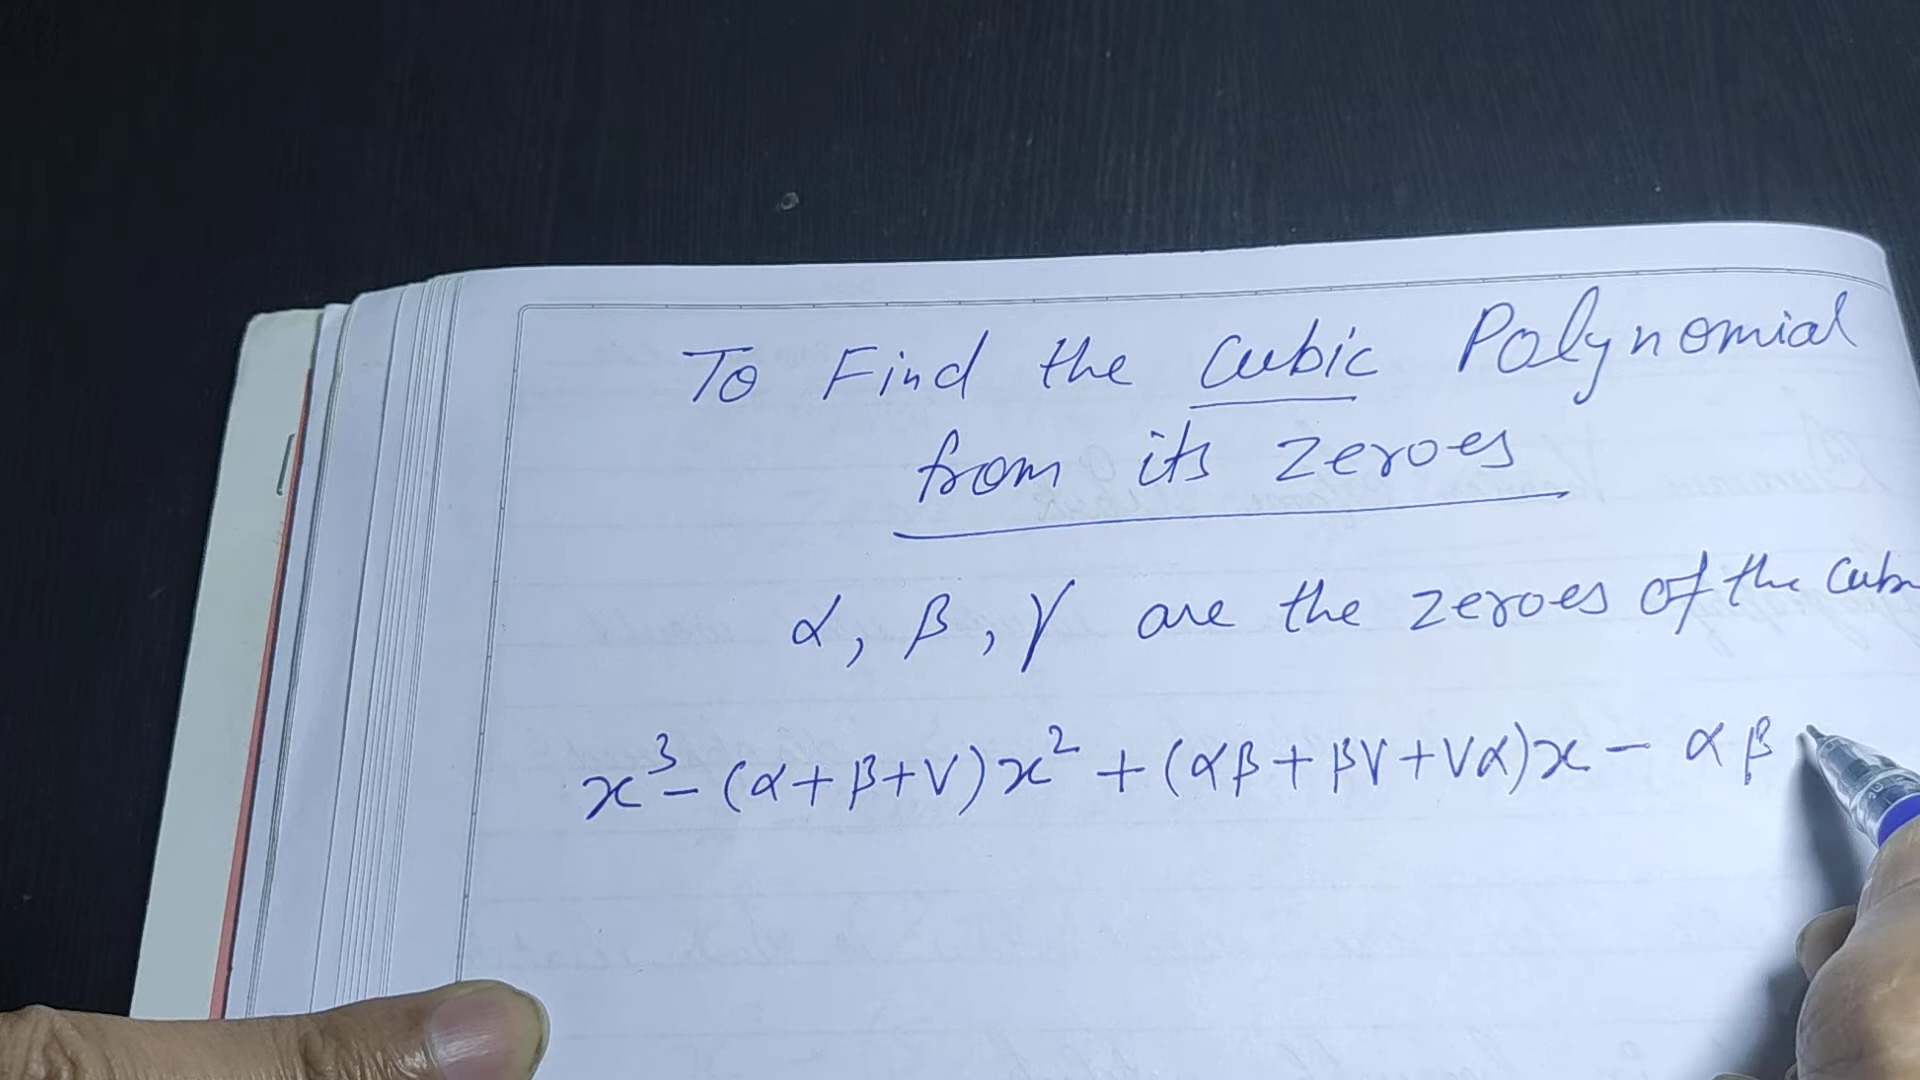 To Find the Cubic Polynomial
from its zeroes
α, β, γ are the zeroes of the cub
x³ - (α+β+γ)x² + (αβ+βγ+γα)x - αβ